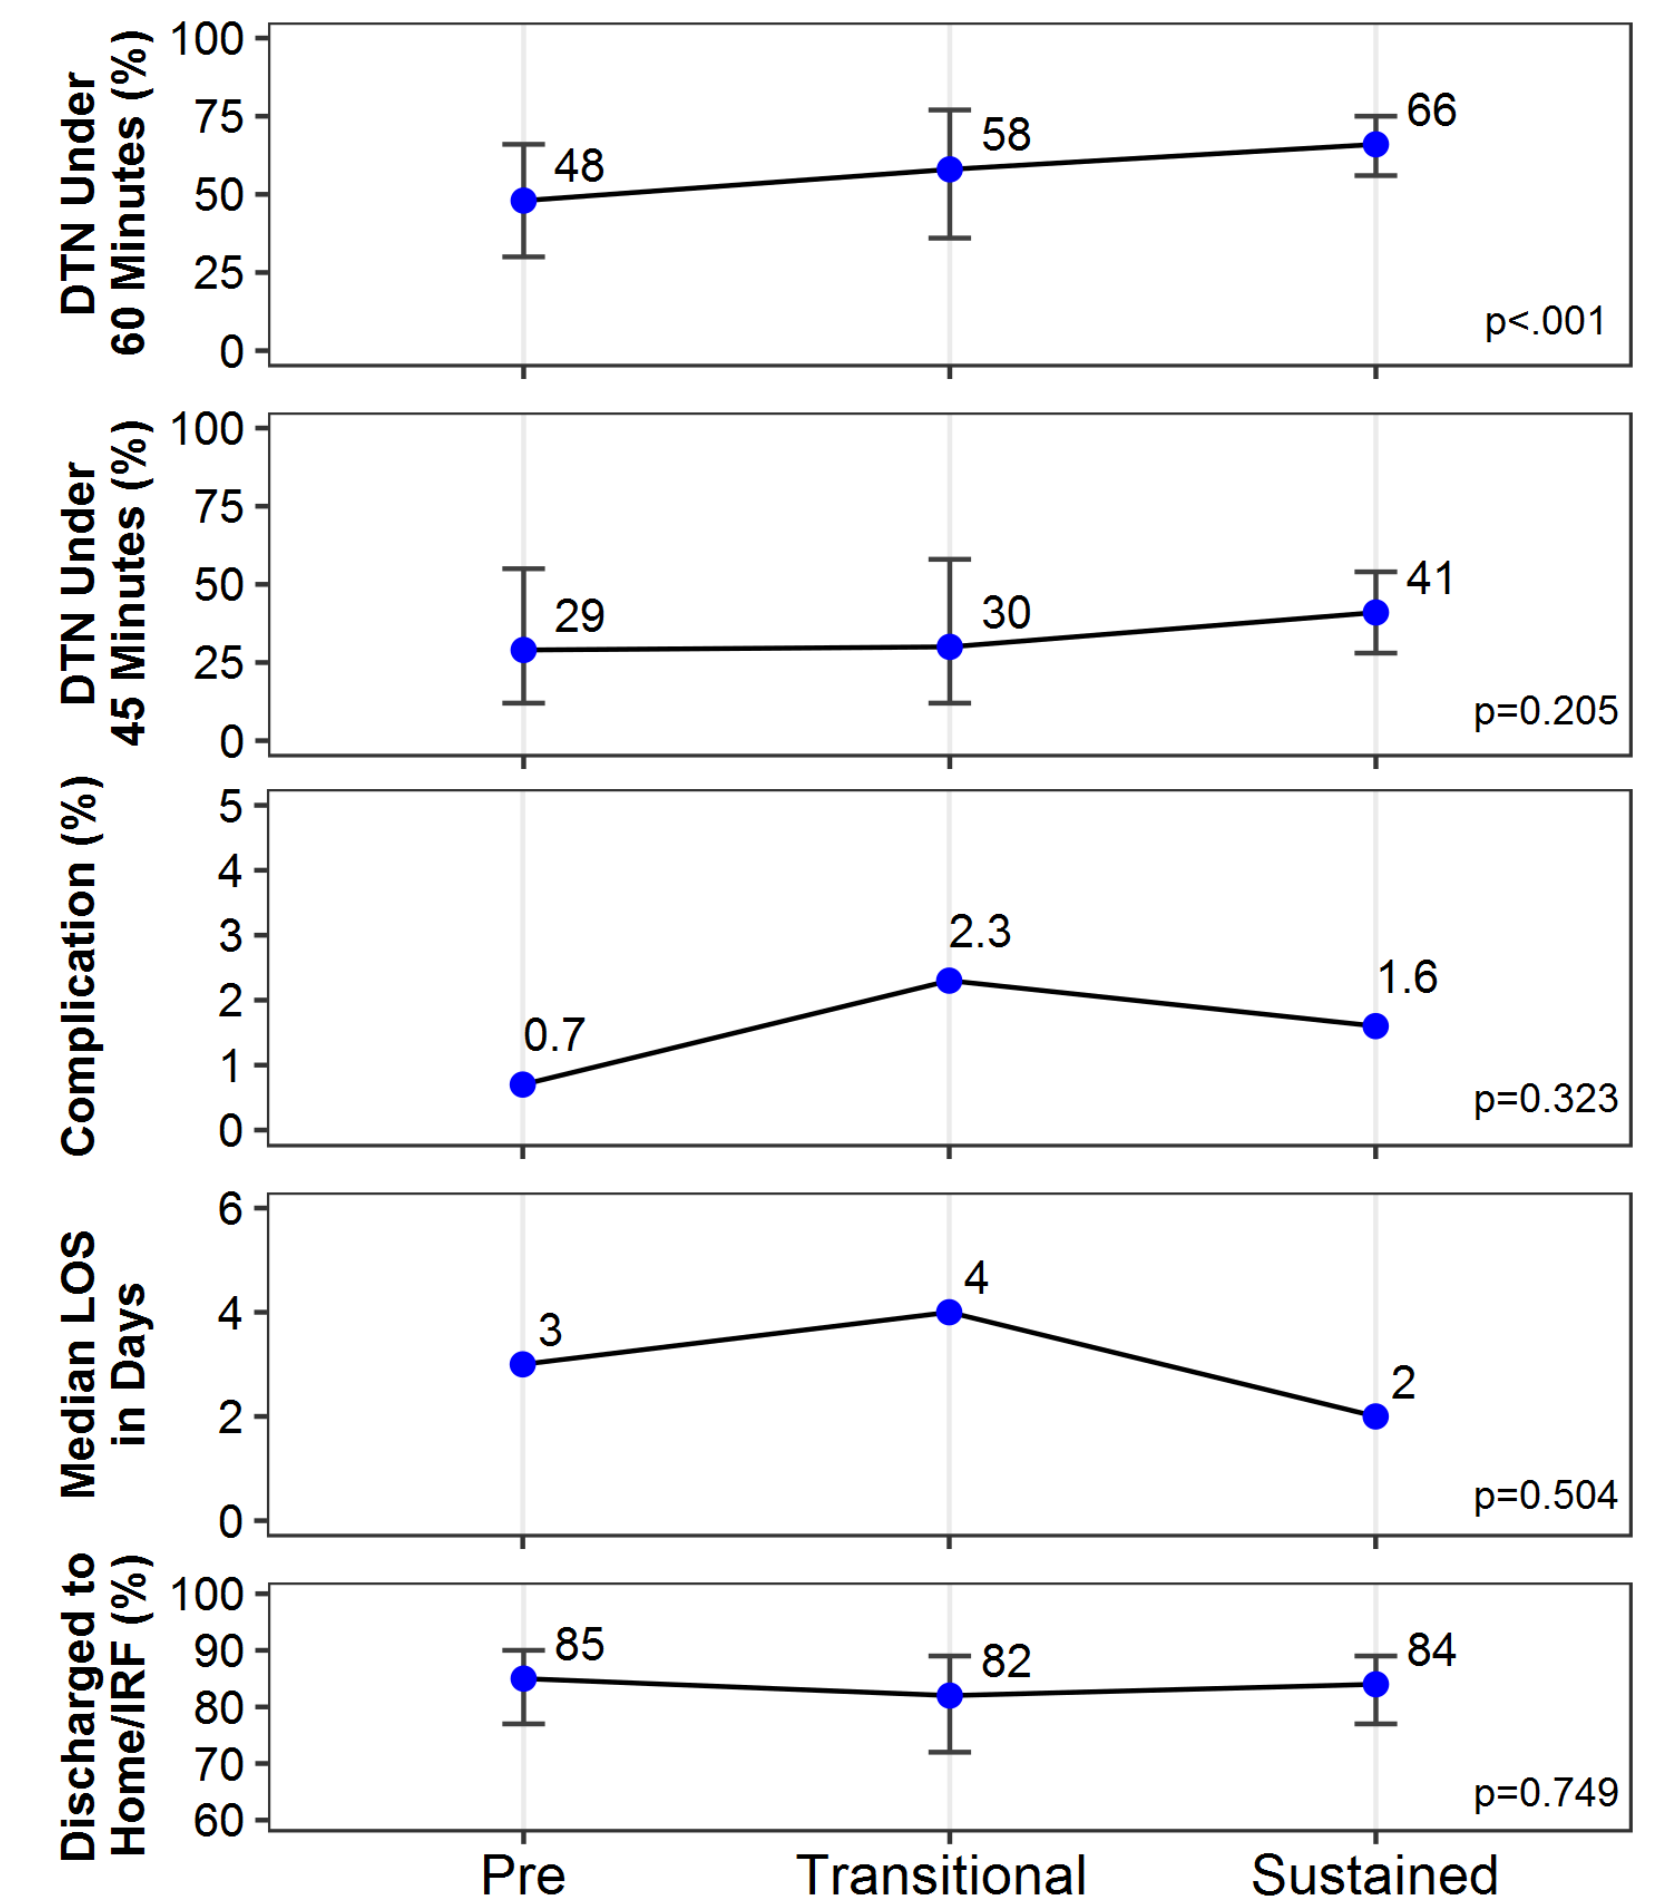 DTN Under
60 Minutes (%)
100
75
50
25
0
48
58
66
p<.001
DTN Under
45 Minutes (%)
100
75
50
25
0
29
30
41
p=0.205
Complication (%)
5
4
3
2
1
0
0.7
2.3
1.6
p=0.323
Median LOS
in Days
6
4
2
0
3
4
2
p=0.504
Discharged to
Home/IRF (%)
100
90
80
70
60
85
82
84
p=0.749
Pre
Transitional
Sustained